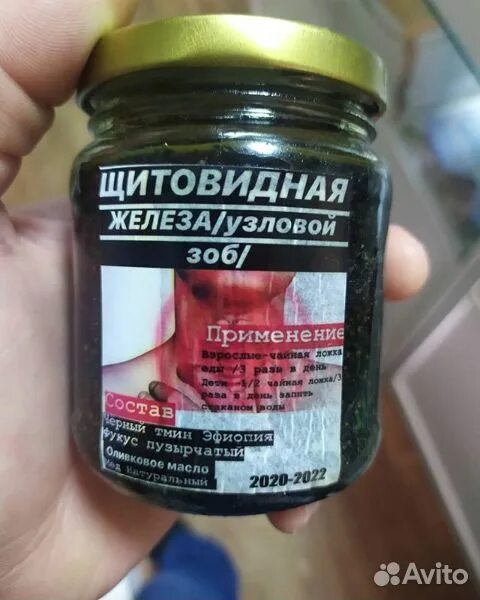 ЩИТОВИДНАЯ
ЖЕЛЕЗА/узловой
зоб/
Применение
Взрослые-чайная ложка
еды /3 раза в день
Дети -1/2 чайная ложка/3
раза в день запить
стаканом воды
Состав
Черный тмин Эфиопия
Фукус пузырчатый
Оливковое масло
Мед натуральный
2020-2022
Avito